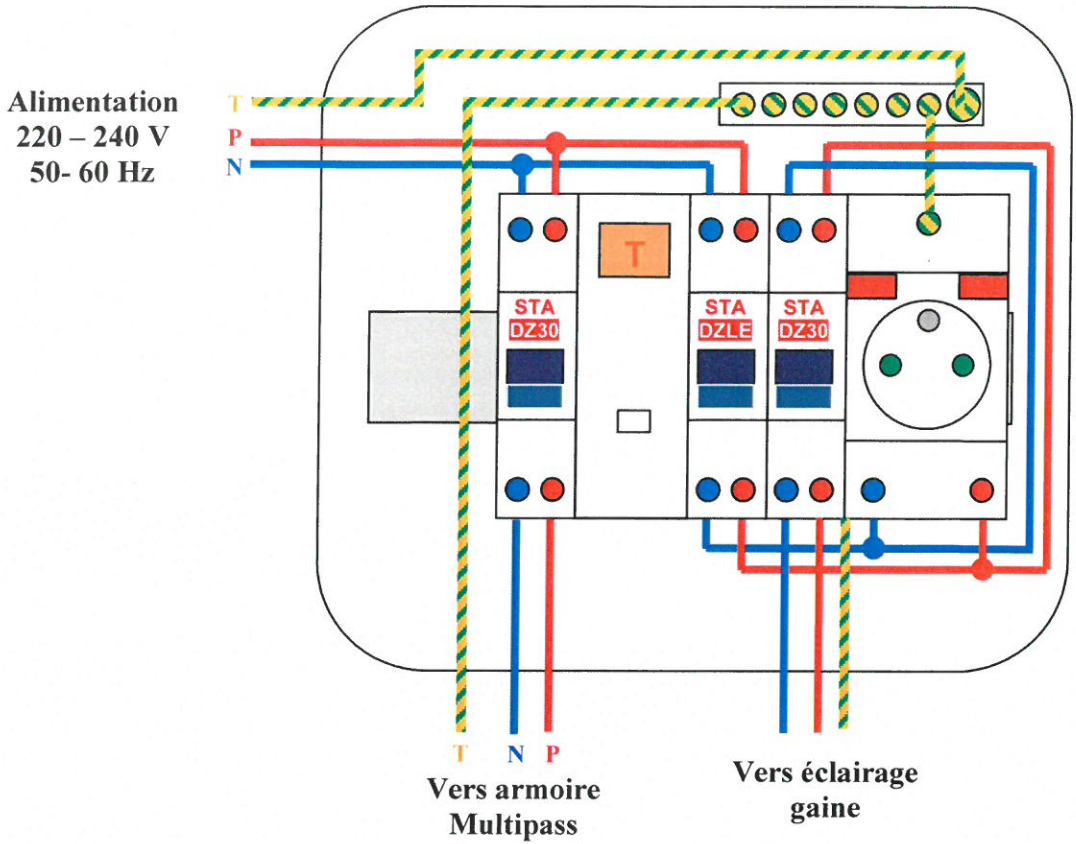 Alimentation
220 – 240 V
50- 60 Hz
T
P
N
T
STA
DZ30
STA
DZLE
STA
DZ30
T N P
Vers armoire
Multipass
Vers éclairage
gaine